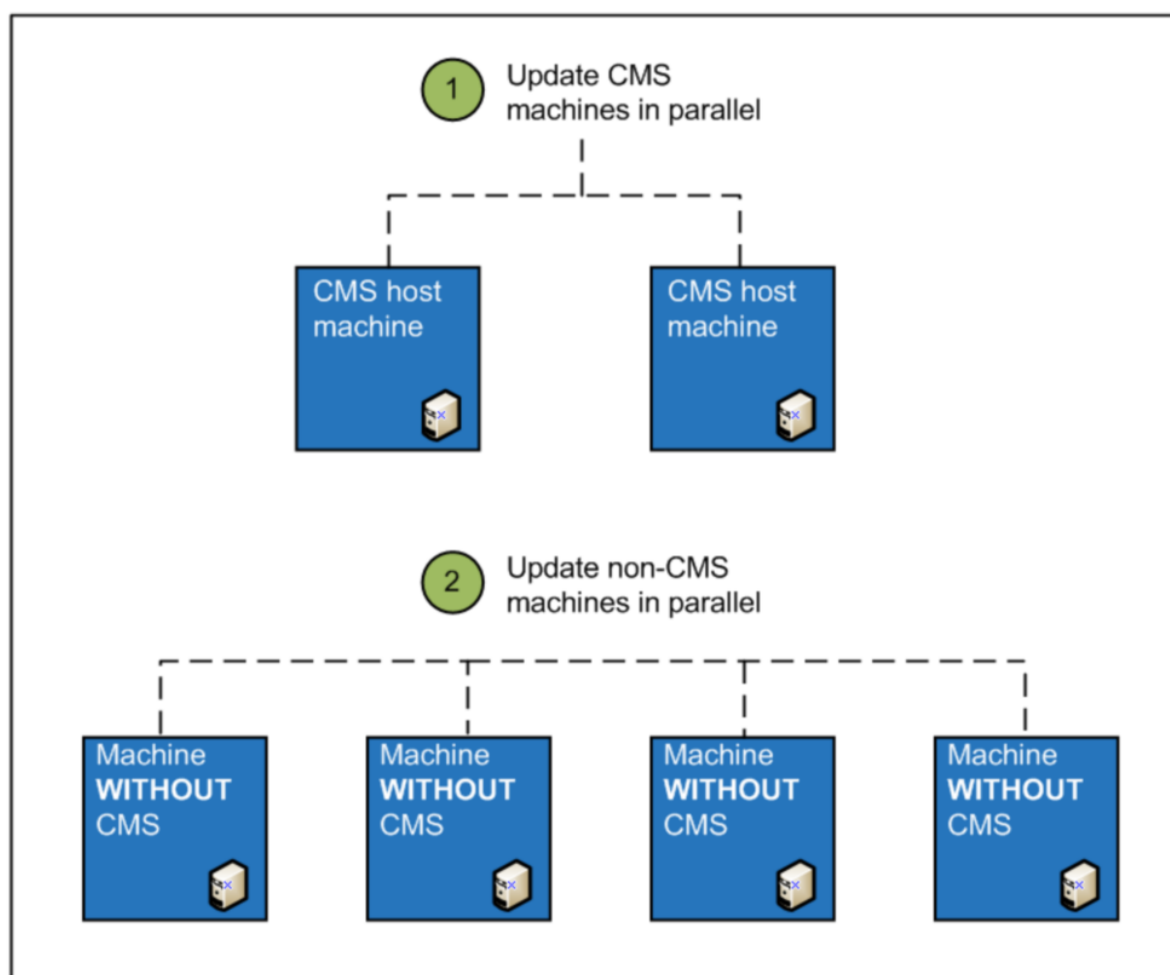 1
Update CMS
machines in parallel
CMS host
machine
CMS host
machine
2
Update non-CMS
machines in parallel
Machine
WITHOUT
CMS
Machine
WITHOUT
CMS
Machine
WITHOUT
CMS
Machine
WITHOUT
CMS